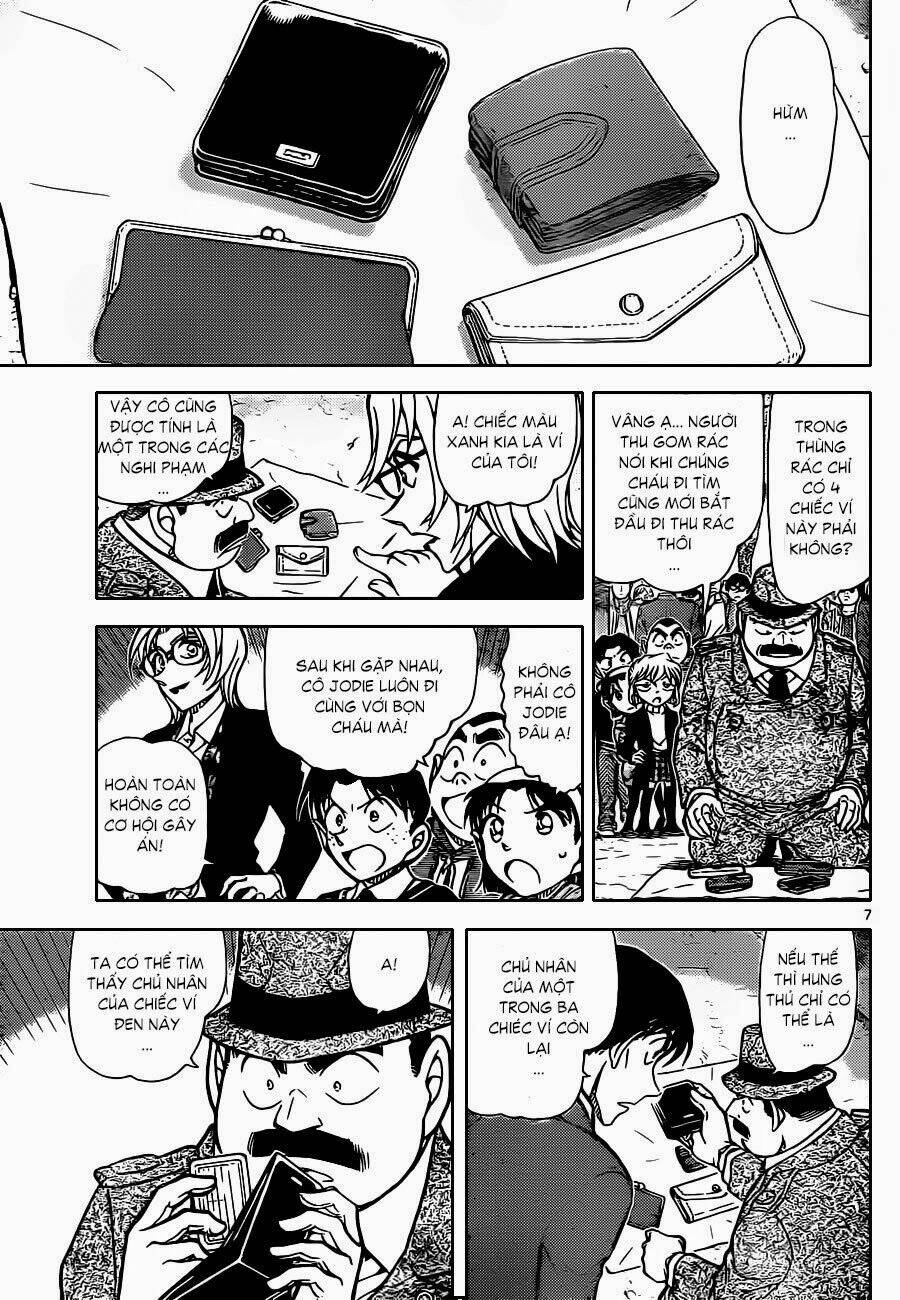 HỪM
...
TRONG
THÙNG
RÁC CHỈ
CÓ 4
CHIẾC VÍ
NÀY PHẢI
KHÔNG?
VÂNG Ạ... NGƯỜI
THU GOM RÁC
NÓI KHI CHÚNG
CHÁU ĐI TÌM
CŨNG MỚI BẮT
ĐẦU ĐI THU RÁC
THÔI
...
A! CHIẾC MÀU
XANH KIA LÀ VÍ
CỦA TÔI!
VẬY CÔ CŨNG
ĐƯỢC TÍNH LÀ
MỘT TRONG CÁC
NGHI PHẠM
...
KHÔNG
PHẢI CÔ
JODIE
ĐÂU Ạ!
SAU KHI GẶP NHAU,
CÔ JODIE LUÔN ĐI
CÙNG VỚI BỌN
CHÁU MÀ!
HOÀN TOÀN
KHÔNG CÓ
CƠ HỘI GÂY
ÁN!
7
NẾU THẾ
THÌ HUNG
THỦ CHỈ CÓ
THỂ LÀ
...
CHỦ NHÂN
CỦA MỘT
TRONG BA
CHIẾC VÍ CÒN
LẠI
...
A!
TA CÓ THỂ TÌM
THẤY CHỦ NHÂN
CỦA CHIẾC VÍ
ĐEN NÀY
...